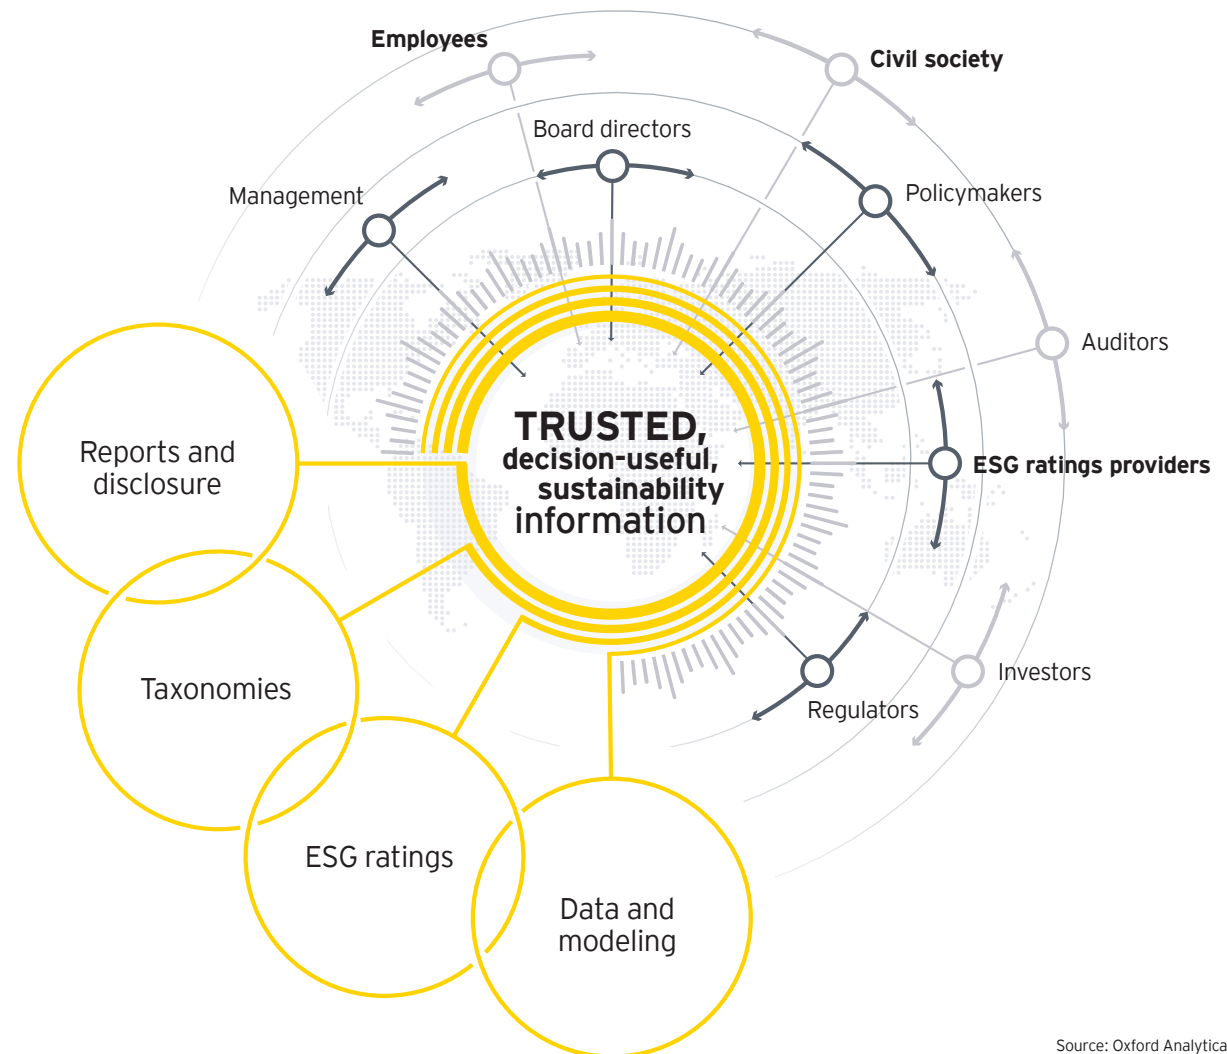 Employees
Civil society
Board directors
Management
Policymakers
Auditors
TRUSTED,
decision-useful,
sustainability
information
ESG ratings providers
Reports and
disclosure
Taxonomies
Investors
Regulators
ESG ratings
Data and
modeling
Source: Oxford Analytica